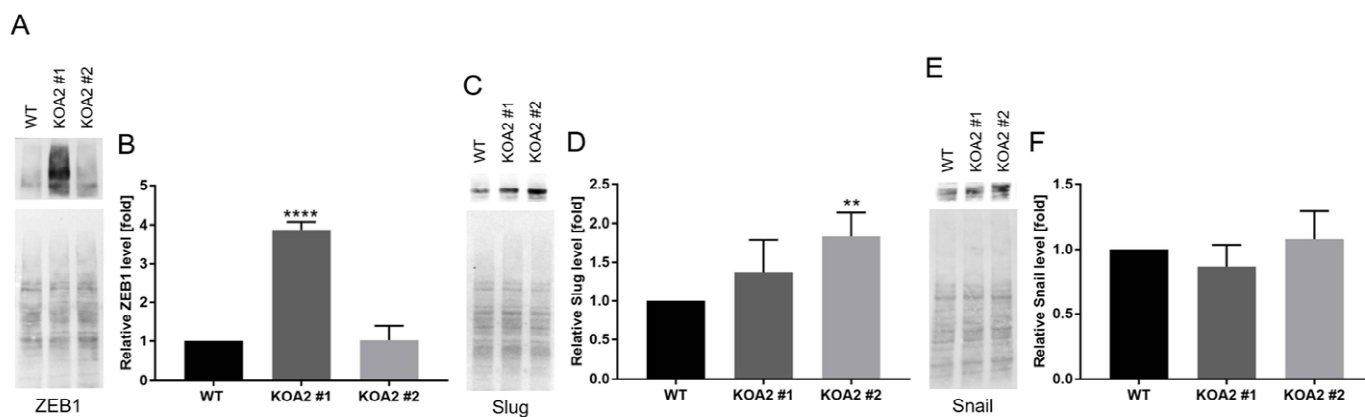 A
WT
KOA2 #1
KOA2 #2
ZEB1
B
Relative ZEB1 level [fold]
5
4
3
2
1
0
****
WT
KOA2 #1
KOA2 #2
C
WT
KOA2 #1
KOA2 #2
Slug
D
Relative Slug level [fold]
2.5
2.0
1.5
1.0
0.5
0.0
**
WT
KOA2 #1
KOA2 #2
E
WT
KOA2 #1
KOA2 #2
Snail
F
Relative Snail level [fold]
1.5
1.0
0.5
0.0
WT
KOA2 #1
KOA2 #2